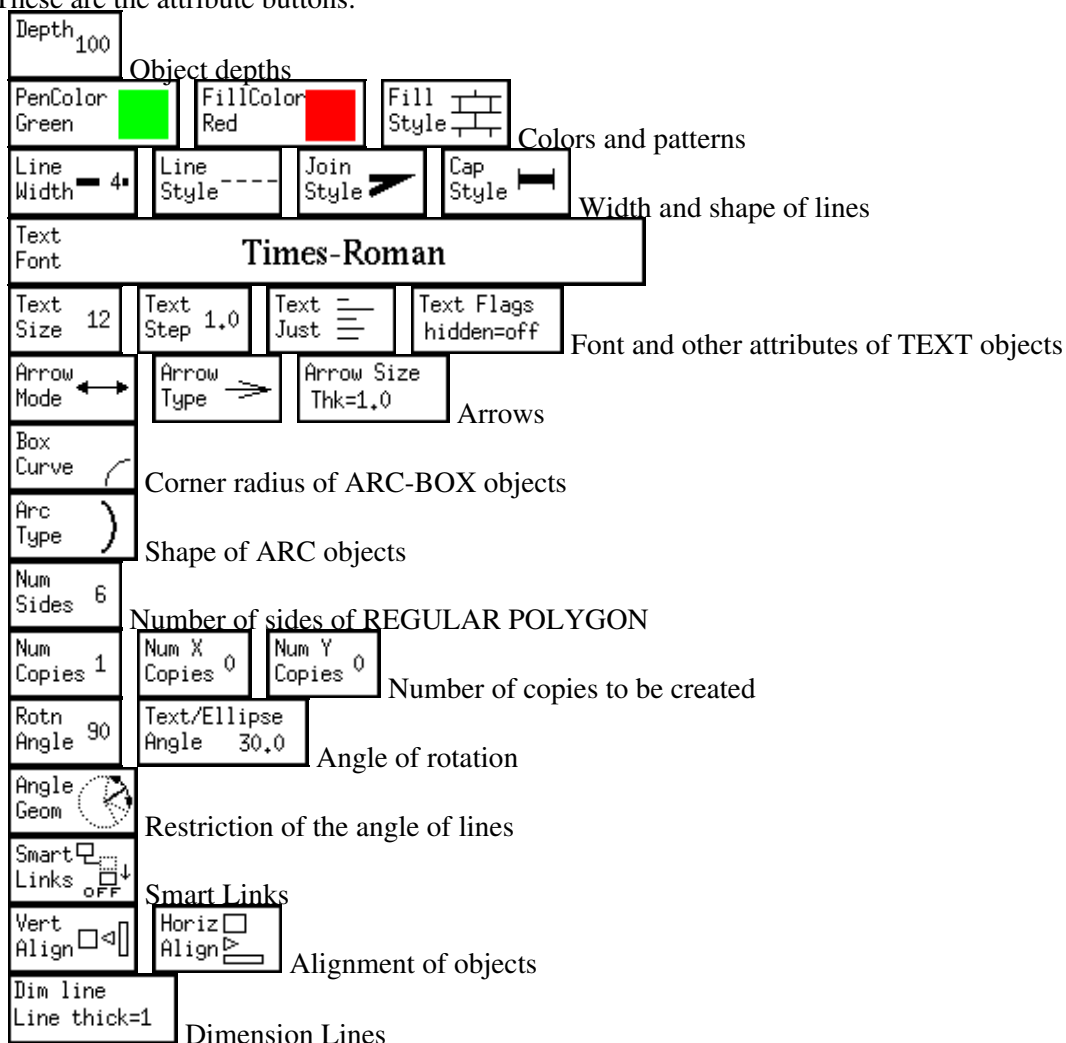 These are the attribute buttons:
Depth 100 Object depths
PenColor Green FillColor Red Fill Style Colors and patterns
Line Width 4 Line Style Join Style Cap Style Width and shape of lines
Text Font Times-Roman
Text Size 12 Text Step 1.0 Text Just Text Flags hidden=off Font and other attributes of TEXT objects
Arrow Mode Arrow Type Arrow Size Thk=1.0 Arrows
Box Curve Corner radius of ARC-BOX objects
Arc Type Shape of ARC objects
Num Sides 6 Number of sides of REGULAR POLYGON
Num Copies 1 Num X Copies 0 Num Y Copies 0 Number of copies to be created
Rotn Angle 90 Text/Ellipse Angle 30.0 Angle of rotation
Angle Geom Restriction of the angle of lines
Smart Links OFF Smart Links
Vert Align Horiz Align Alignment of objects
Dim line Line thick=1 Dimension Lines